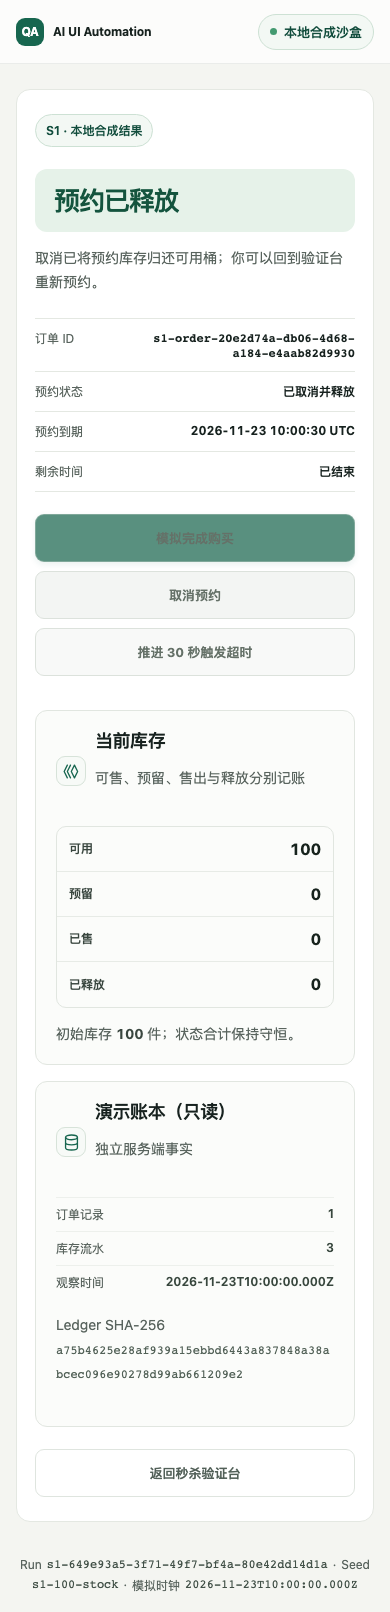 QA AI UI Automation
本地合成沙盒
S1 · 本地合成结果
预约已释放
取消已将预约库存归还可用桶；你可以回到验证台
重新预约。
订单 ID s1-order-20e2d74a-db06-4d68-
a184-e4aab82d9930
预约状态 已取消并释放
预约到期 2026-11-23 10:00:30 UTC
剩余时间 已结束
模拟完成购买
取消预约
推进 30 秒触发超时
当前库存
可售、预留、售出与释放分别记账
可用 100
预留 0
已售 0
已释放 0
初始库存 100 件；状态合计保持守恒。
演示账本（只读）
独立服务端事实
订单记录 1
库存流水 3
观察时间 2026-11-23T10:00:00.000Z
Ledger SHA-256
a75b4625e28af939a15ebbd6443a837848a38a
bcec096e90278d99ab661209e2
返回秒杀验证台
Run s1-649e93a5-3f71-49f7-bf4a-80e42dd14d1a · Seed
s1-100-stock · 模拟时钟 2026-11-23T10:00:00.000Z